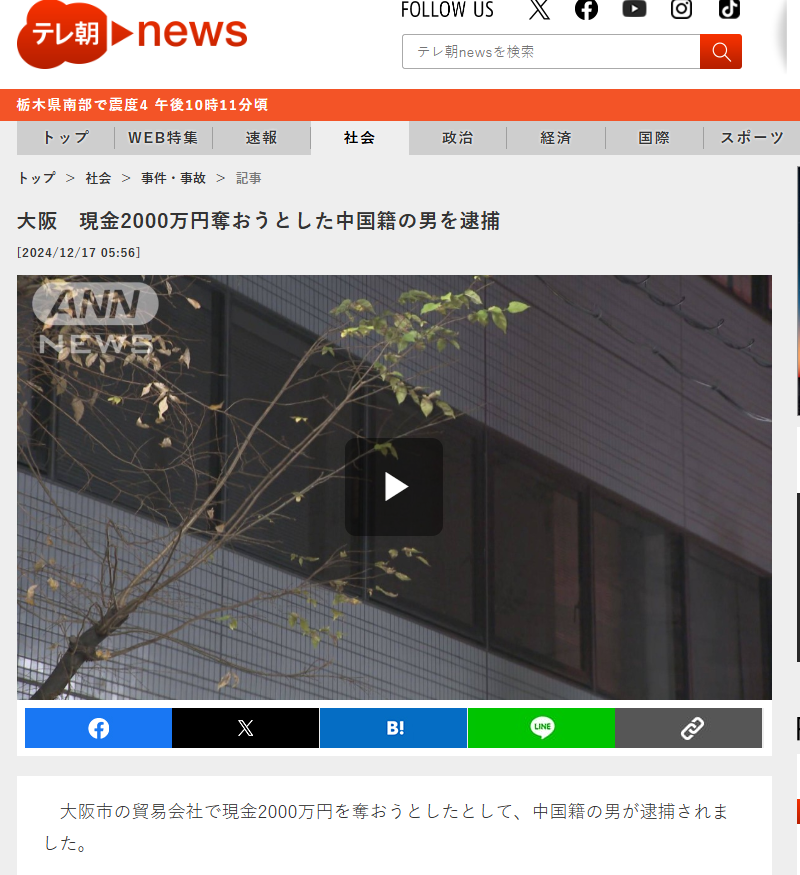 テレ朝news
FOLLOW US
テレ朝newsを検索
栃木県南部で震度4 午後10時11分頃
トップ WEB特集 速報 社会 政治 経済 国際 スポーツ
トップ > 社会 > 事件・事故 > 記事
大阪　現金2000万円奪おうとした中国籍の男を逮捕
[2024/12/17 05:56]
ANN
NEWS
B!
LINE
大阪市の貿易会社で現金2000万円を奪おうとしたとして、中国籍の男が逮捕されま
した。